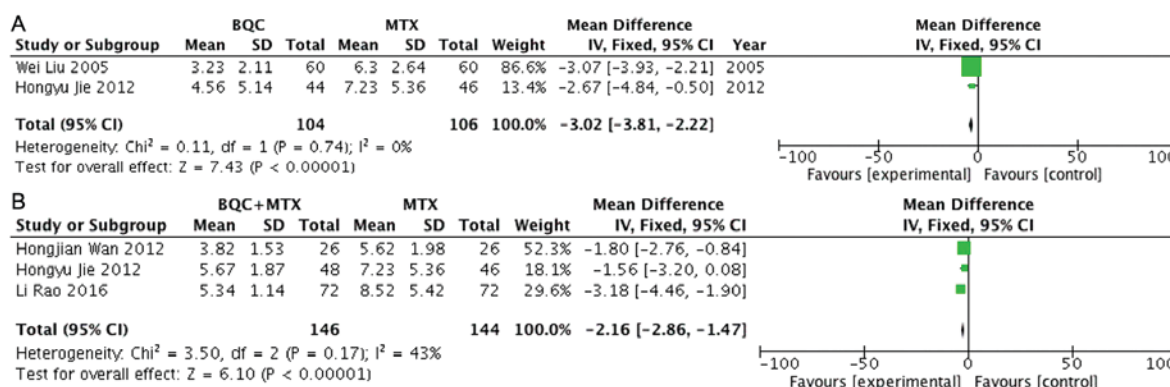 A BQC MTX Mean Difference Mean Difference
Study or Subgroup Mean SD Total Mean SD Total Weight IV, Fixed, 95% CI Year IV, Fixed, 95% CI
Wei Liu 2005 3.23 2.11 60 6.3 2.64 60 86.6% −3.07 [−3.93, −2.21] 2005
Hongyu Jie 2012 4.56 5.14 44 7.23 5.36 46 13.4% −2.67 [−4.84, −0.50] 2012
Total (95% CI) 104 106 100.0% −3.02 [−3.81, −2.22]
Heterogeneity: Chi² = 0.11, df = 1 (P = 0.74); I² = 0%
Test for overall effect: Z = 7.43 (P < 0.00001)
−100 −50 0 50 100
Favours [experimental] Favours [control]
B BQC+MTX MTX Mean Difference Mean Difference
Study or Subgroup Mean SD Total Mean SD Total Weight IV, Fixed, 95% CI IV, Fixed, 95% CI
Hongjian Wan 2012 3.82 1.53 26 5.62 1.98 26 52.3% −1.80 [−2.76, −0.84]
Hongyu Jie 2012 5.67 1.87 48 7.23 5.36 46 18.1% −1.56 [−3.20, 0.08]
Li Rao 2016 5.34 1.14 72 8.52 5.42 72 29.6% −3.18 [−4.46, −1.90]
Total (95% CI) 146 144 100.0% −2.16 [−2.86, −1.47]
Heterogeneity: Chi² = 3.50, df = 2 (P = 0.17); I² = 43%
Test for overall effect: Z = 6.10 (P < 0.00001)
−100 −50 0 50 100
Favours [experimental] Favours [control]